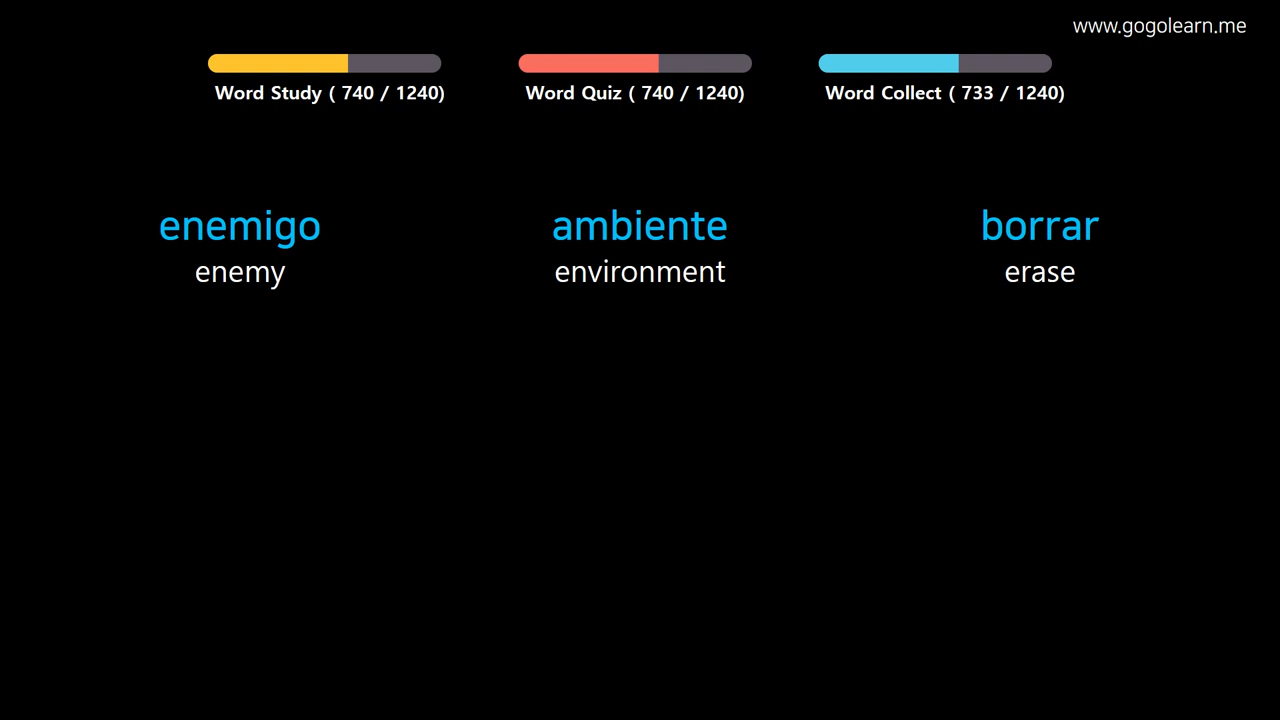 www.gogolearn.me
Word Study ( 740 / 1240)
Word Quiz ( 740 / 1240)
Word Collect ( 733 / 1240)
enemigo
enemy
ambiente
environment
borrar
erase